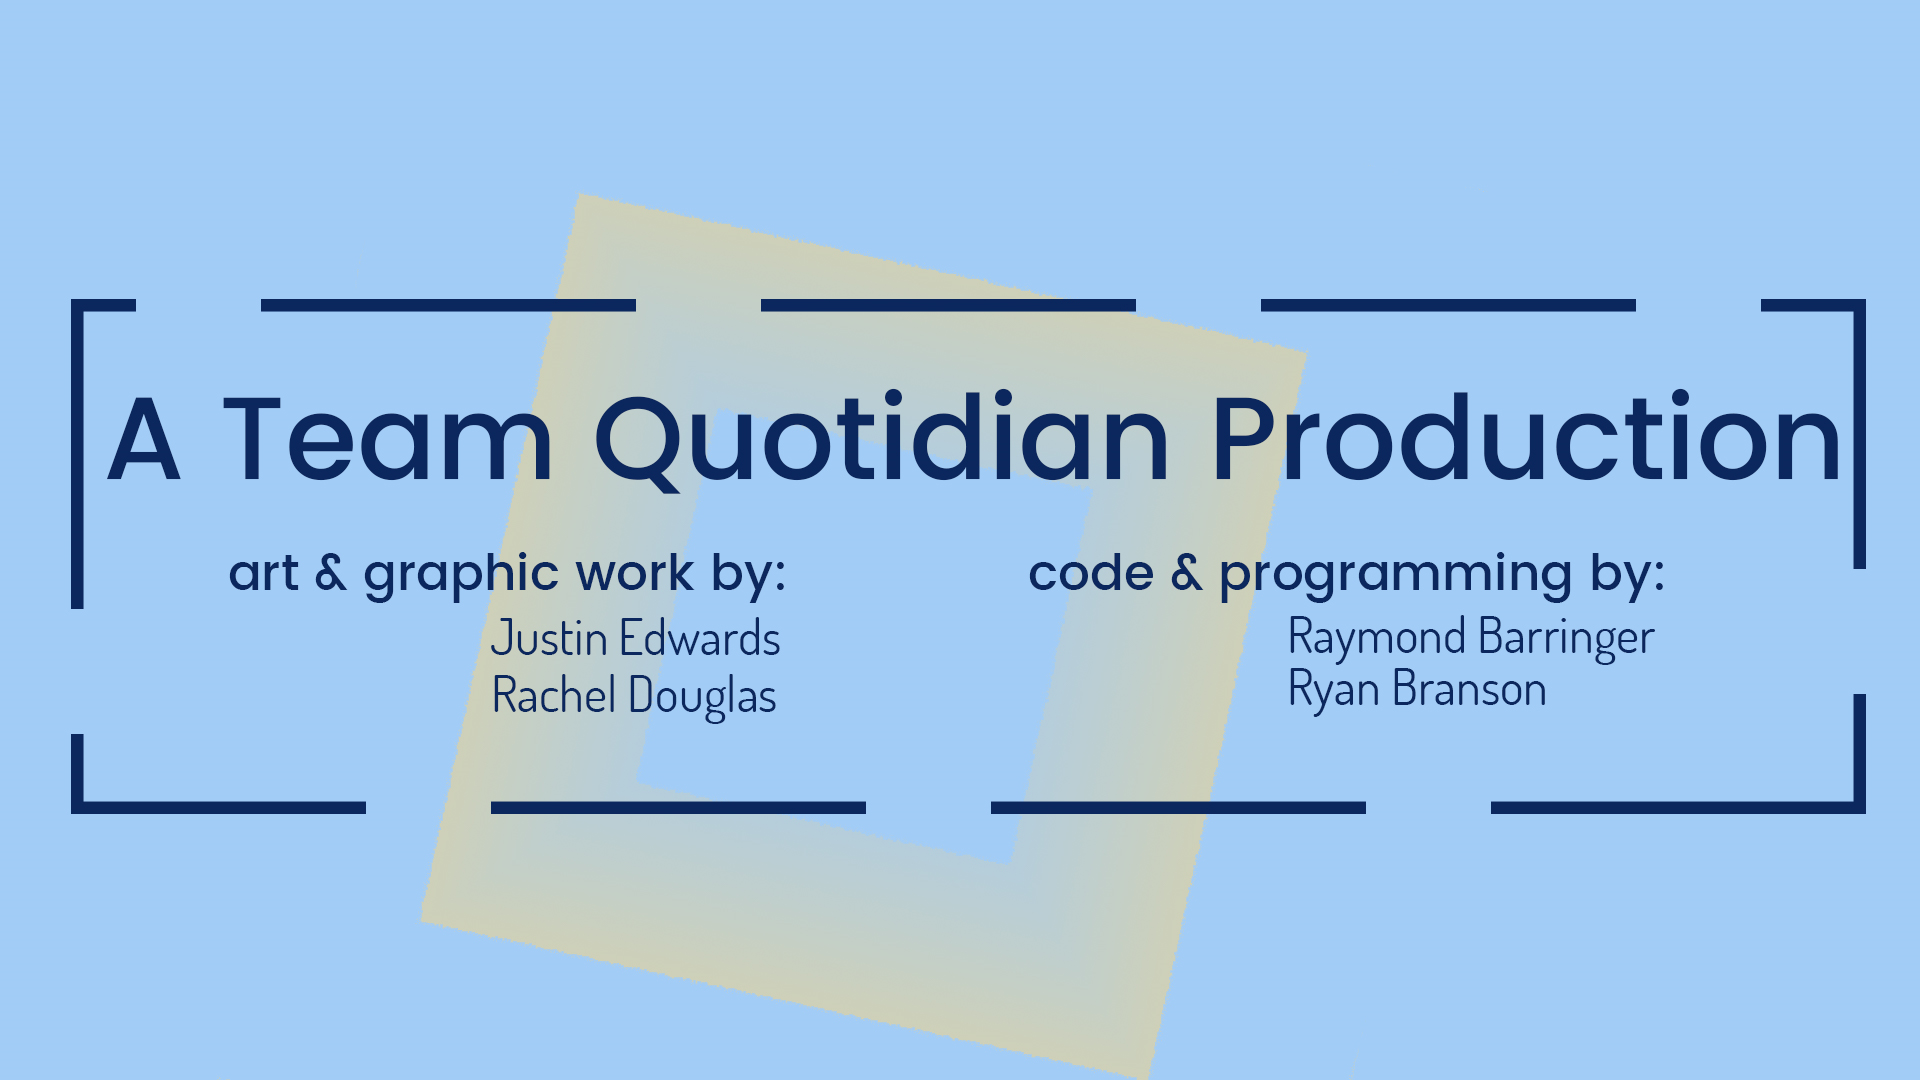 A Team Quotidian Production
art & graphic work by:
Justin Edwards
Rachel Douglas
code & programming by:
Raymond Barringer
Ryan Branson